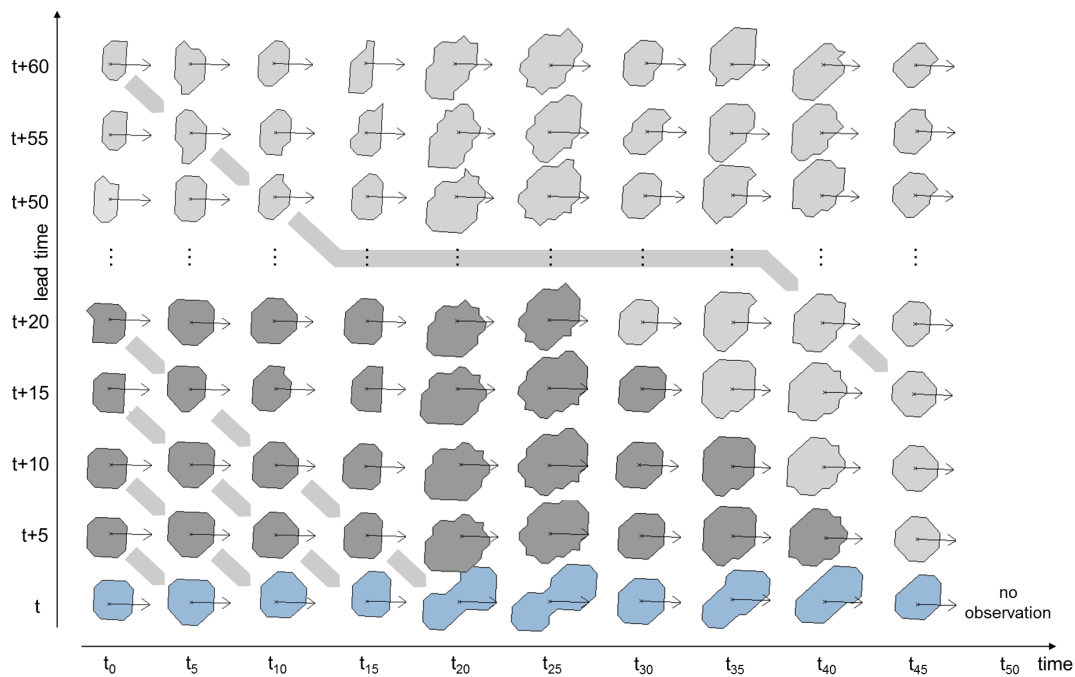 t+60
t+55
t+50
t+20
t+15
t+10
t+5
t
lead time
no
observation
t₀ t₅ t₁₀ t₁₅ t₂₀ t₂₅ t₃₀ t₃₅ t₄₀ t₄₅ t₅₀ time